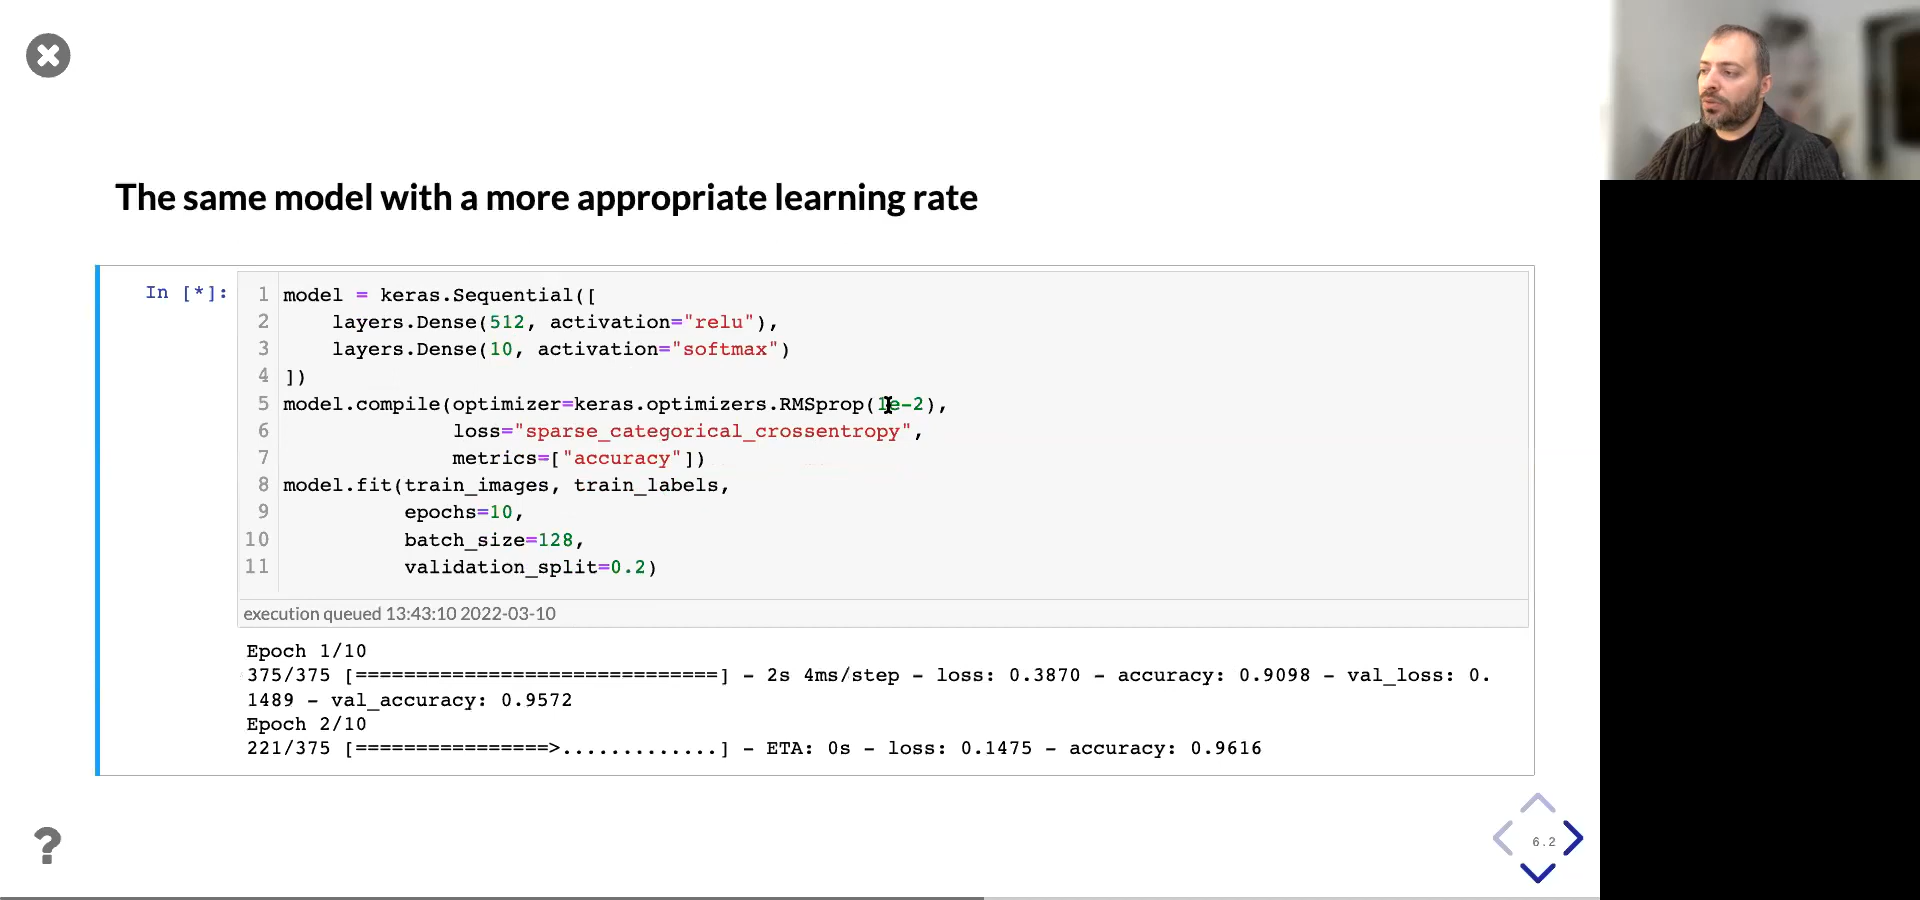 The same model with a more appropriate learning rate
In [*]:
1 model = keras.Sequential([
2     layers.Dense(512, activation="relu"),
3     layers.Dense(10, activation="softmax")
4 ])
5 model.compile(optimizer=keras.optimizers.RMSprop(1e-2),
6               loss="sparse_categorical_crossentropy",
7               metrics=["accuracy"])
8 model.fit(train_images, train_labels,
9           epochs=10,
10           batch_size=128,
11           validation_split=0.2)
execution queued 13:43:10 2022-03-10
Epoch 1/10
375/375 [==============================] - 2s 4ms/step - loss: 0.3870 - accuracy: 0.9098 - val_loss: 0.
1489 - val_accuracy: 0.9572
Epoch 2/10
221/375 [================>.............] - ETA: 0s - loss: 0.1475 - accuracy: 0.9616
?
6.2